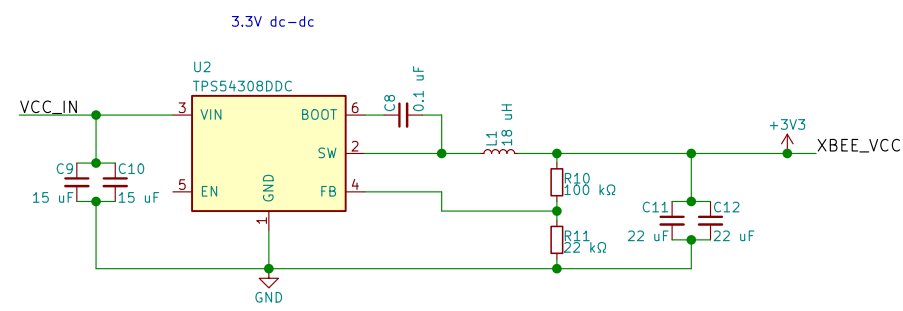 3.3V dc-dc
U2
TPS54308DDC
VCC_IN
3
VIN
BOOT
6
C8
0.1 uF
SW
2
L1
18 uH
+3V3
XBEE_VCC
C9
15 uF
C10
15 uF
5
EN
GND
FB
4
1
R10
100 kΩ
R11
22 kΩ
C11
22 uF
C12
22 uF
GND